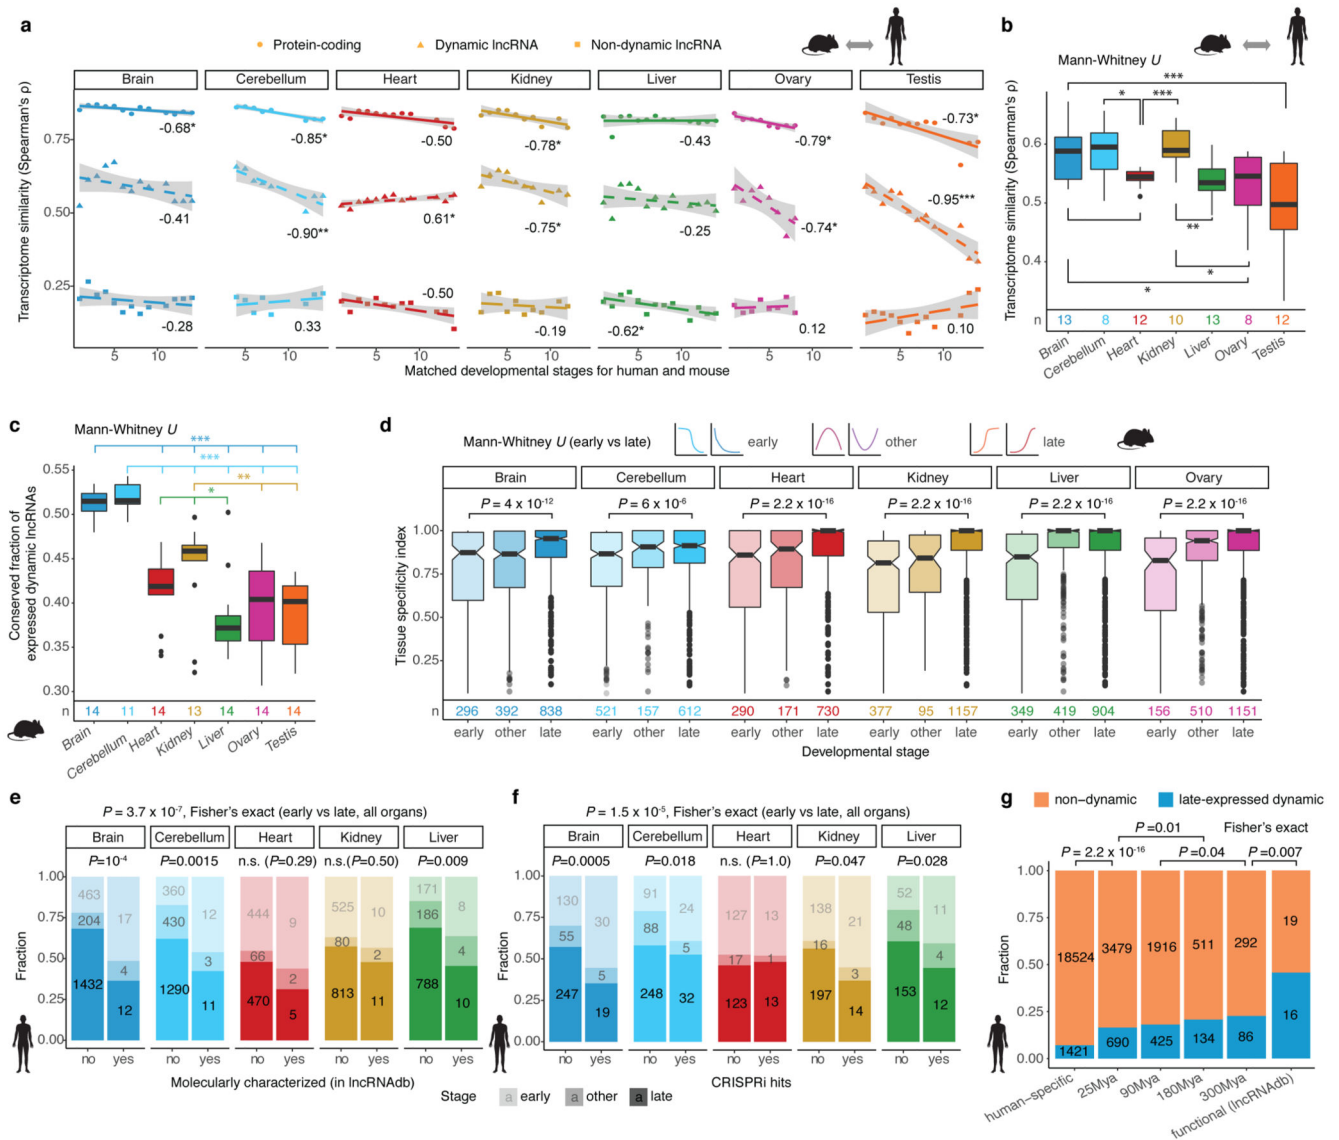 a
Protein-coding
Dynamic lncRNA
Non-dynamic lncRNA
Brain
Cerebellum
Heart
Kidney
Liver
Ovary
Testis
Transcriptome similarity (Spearman's ρ)
0.75
0.50
0.25
-0.68*
-0.85*
-0.50
-0.78*
-0.43
-0.79*
-0.73*
-0.41
-0.90**
0.61*
-0.75*
-0.25
-0.74*
-0.95***
-0.28
0.33
-0.50
-0.19
-0.62*
0.12
0.10
5 10 5 10 5 10 5 10 5 10 5 10 5 10
Matched developmental stages for human and mouse
b
Mann-Whitney U
***
* ***
**
*
*
Transcriptome similarity (Spearman's ρ)
0.6
0.5
0.4
n 13 8 12 10 13 8 12
Brain
Cerebellum
Heart
Kidney
Liver
Ovary
Testis
c
Mann-Whitney U
***
***
**
*
Conserved fraction of
expressed dynamic lncRNAs
0.55
0.50
0.45
0.40
0.35
0.30
n 14 11 14 13 14 14 14
Brain
Cerebellum
Heart
Kidney
Liver
Ovary
Testis
d
Mann-Whitney U (early vs late)
early
other
late
Brain
Cerebellum
Heart
Kidney
Liver
Ovary
P = 4 x 10-12
P = 6 x 10-6
P = 2.2 x 10-16
P = 2.2 x 10-16
P = 2.2 x 10-16
P = 2.2 x 10-16
Tissue specificity index
1.00
0.75
0.50
0.25
n 296 392 838 521 157 612 290 171 730 377 95 1157 349 419 904 156 510 1151
early other late early other late early other late early other late early other late early other late
Developmental stage
e
P = 3.7 x 10-7, Fisher's exact (early vs late, all organs)
Brain
Cerebellum
Heart
Kidney
Liver
P=10-4
P=0.0015
n.s. (P=0.29)
n.s.(P=0.50)
P=0.009
Fraction
1.00
0.75
0.50
0.25
0.00
463 17 360 12 444 9 525 10 171 8
204 4 430 3 66 2 80 2 186 4
1432 12 1290 11 470 5 813 11 788 10
no yes no yes no yes no yes no yes
Molecularly characterized (in lncRNAdb)
f
P = 1.5 x 10-5, Fisher's exact (early vs late, all organs)
Brain
Cerebellum
Heart
Kidney
Liver
P=0.0005
P=0.018
n.s. (P=1.0)
P=0.047
P=0.028
Fraction
1.00
0.75
0.50
0.25
0.00
130 30 91 24 127 13 138 21 52 11
55 5 88 5 17 1 16 3 48 4
247 19 248 32 123 13 197 14 153 12
no yes no yes no yes no yes no yes
CRISPRi hits
Stage a early a other a late
g
non-dynamic
late-expressed dynamic
Fisher's exact
P =0.01
P = 2.2 x 10-16
P =0.04
P =0.007
Fraction
1.00
0.75
0.50
0.25
0.00
18524 3479 1916 511 292 19
1421 690 425 134 86 16
human-specific
25Mya
90Mya
180Mya
300Mya
functional (lncRNAdb)